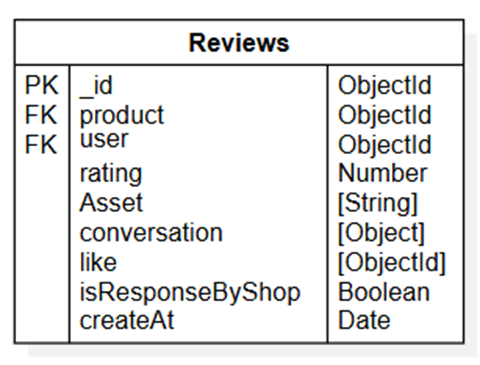 Reviews
PK _id ObjectId
FK product ObjectId
FK user ObjectId
rating Number
Asset [String]
conversation [Object]
like [ObjectId]
isResponseByShop Boolean
createAt Date